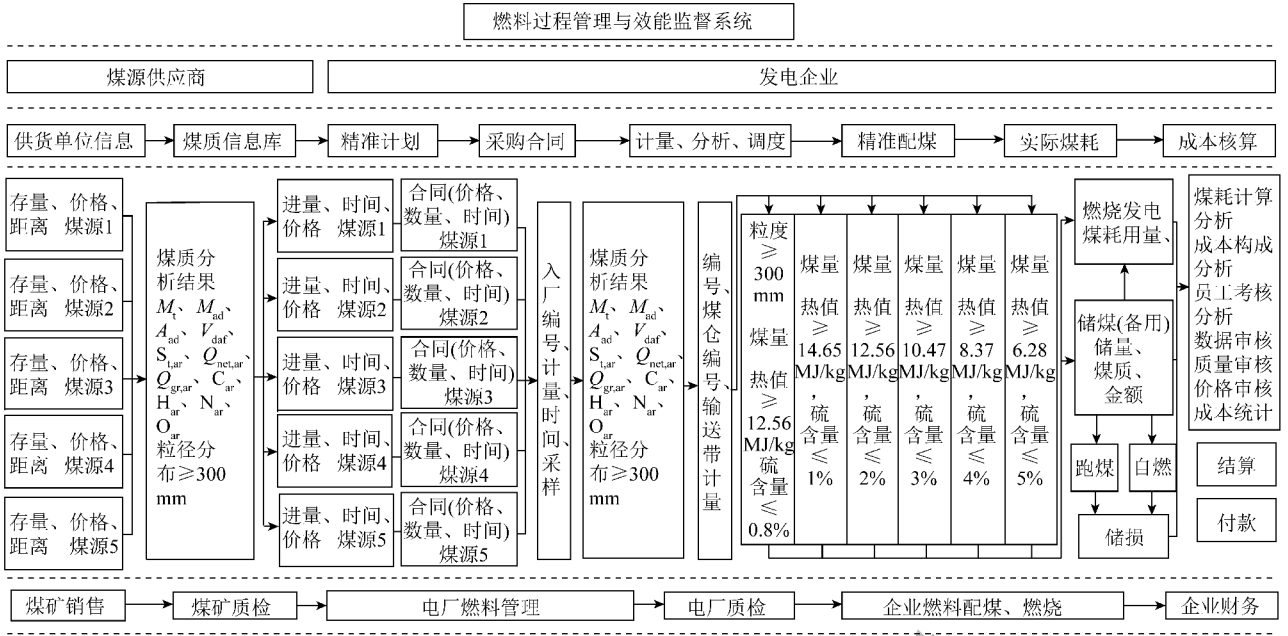 燃料过程管理与效能监督系统
煤源供应商
发电企业
供货单位信息
煤质信息库
精准计划
采购合同
计量、分析、调度
精准配煤
实际煤耗
成本核算
存量、价格、
距离 煤源1
存量、价格、
距离 煤源2
存量、价格、
距离 煤源3
存量、价格、
距离 煤源4
存量、价格、
距离 煤源5
煤质分
析结果
Mt、Mad、
Aad、Vdaf、
St,ar、Qnet,ar、
Qgr,ar、Car、
Har、Nar、
Oar
粒径分
布≥300
mm
进量、时间、
价格 煤源1
进量、时间、
价格 煤源2
进量、时间、
价格 煤源3
进量、时间、
价格 煤源4
进量、时间、
价格 煤源5
合同(价格、
数量、时间)
煤源1
合同(价格、
数量、时间)
煤源2
合同(价格、
数量、时间)
煤源3
合同(价格、
数量、时间)
煤源4
合同(价格、
数量、时间)
煤源5
入厂编号、计量、时间、采样
煤质分
析结果
Mt、Mad、
Aad、Vdaf、
St,ar、Qnet,ar、
Qgr,ar、Car、
Har、Nar、
Oar
粒径分
布≥300
mm
编号、煤仓编号、输送带计量
粒度
≥
300
mm
煤量
热值
≥
12.56
MJ/kg
硫
含量
≤
0.8%
煤量
热值
≥
14.65
MJ/kg
,硫
含量
≤
1%
煤量
热值
≥
12.56
MJ/kg
,硫
含量
≤
2%
煤量
热值
≥
10.47
MJ/kg
,硫
含量
≤
3%
煤量
热值
≥
8.37
MJ/kg
,硫
含量
≤
4%
煤量
热值
≥
6.28
MJ/kg
,硫
含量
≤
5%
燃烧发电
煤耗用量、
储煤(备用)
储量、
煤质、
金额
跑煤
自燃
储损
煤耗计算
分析
成本构成
分析
员工考核
分析
数据审核
质量审核
价格审核
成本统计
结算
付款
煤矿销售
煤矿质检
电厂燃料管理
电厂质检
企业燃料配煤、燃烧
企业财务